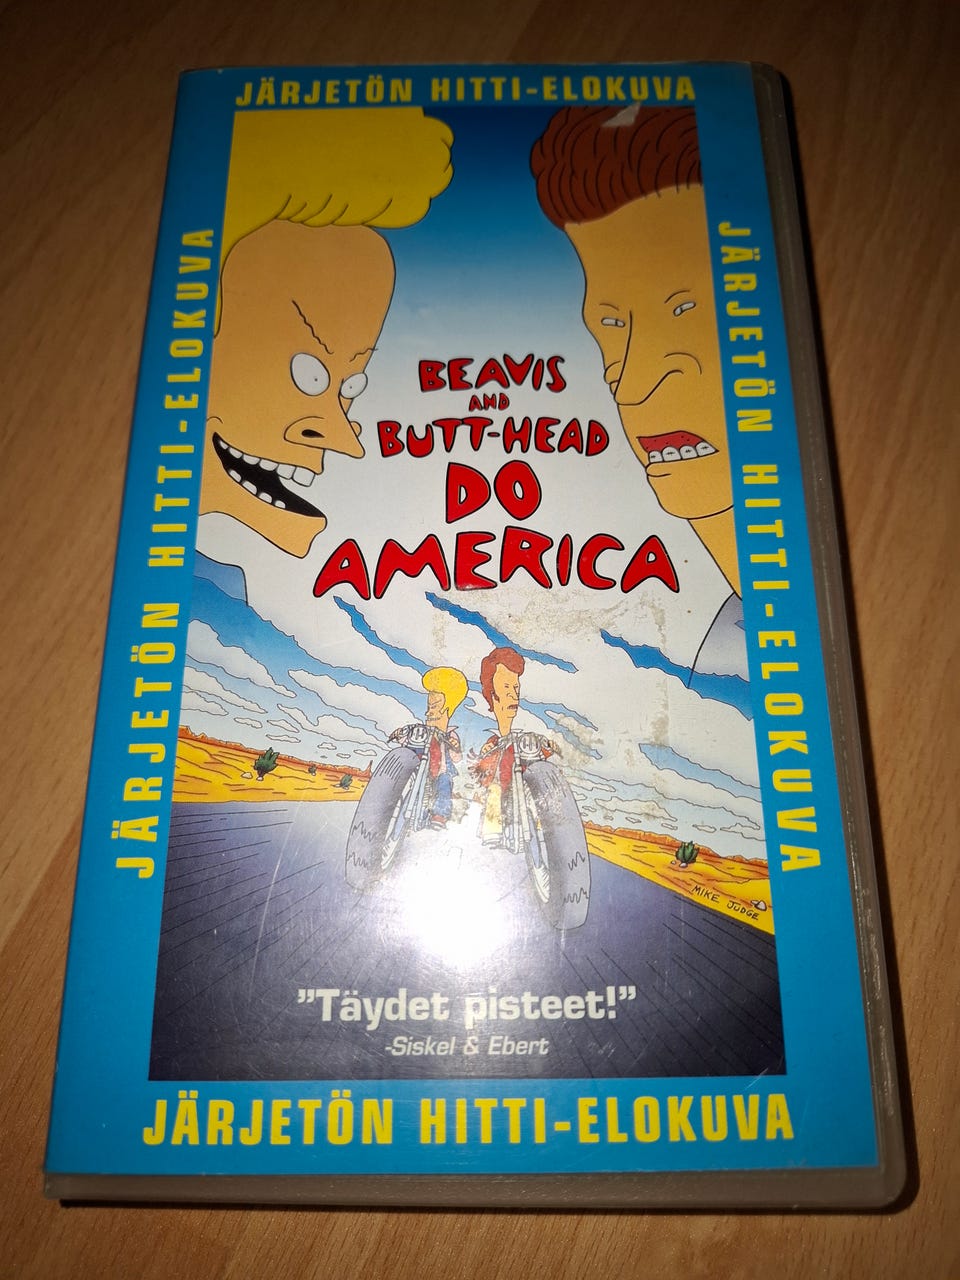 JÄRJETÖN HITTI-ELOKUVA
JÄRJETÖN HITTI-ELOKUVA
JÄRJETÖN HITTI-ELOKUVA
BEAVIS
AND
BUTT-HEAD
DO
AMERICA
MIKE JUDGE
"Täydet pisteet!"
-Siskel & Ebert
JÄRJETÖN HITTI-ELOKUVA